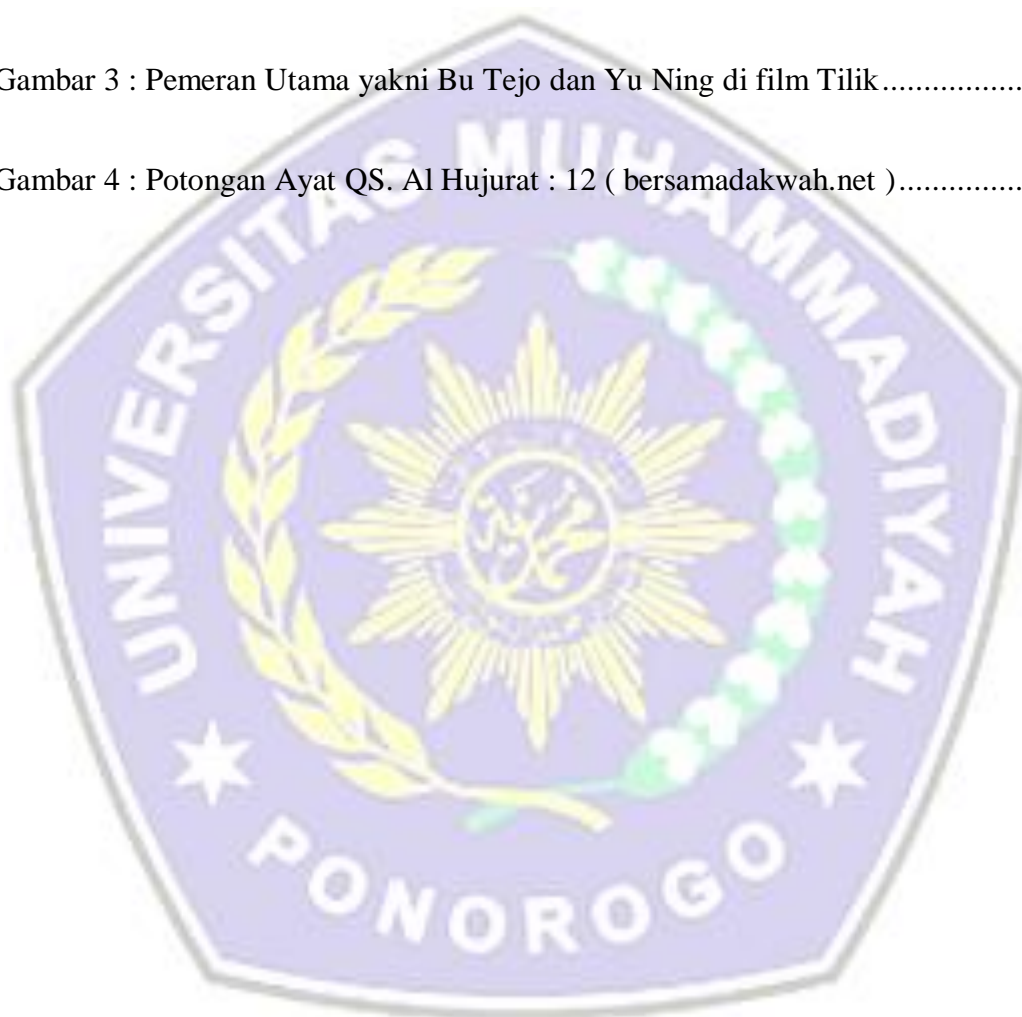 Gambar 3 : Pemeran Utama yakni Bu Tejo dan Yu Ning di film Tilik.................
Gambar 4 : Potongan Ayat QS. Al Hujurat : 12 ( bersamadakwah.net )...............
UNIVERSITAS MUHAMMADIYAH
PONOROGO